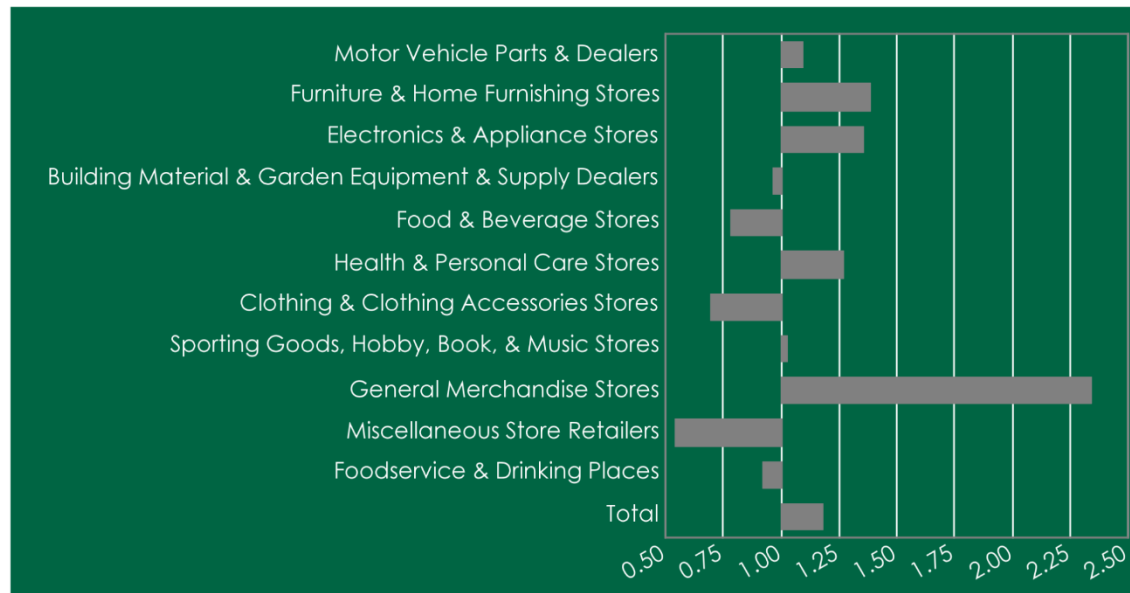 Motor Vehicle Parts & Dealers
Furniture & Home Furnishing Stores
Electronics & Appliance Stores
Building Material & Garden Equipment & Supply Dealers
Food & Beverage Stores
Health & Personal Care Stores
Clothing & Clothing Accessories Stores
Sporting Goods, Hobby, Book, & Music Stores
General Merchandise Stores
Miscellaneous Store Retailers
Foodservice & Drinking Places
Total
0.50 0.75 1.00 1.25 1.50 1.75 2.00 2.25 2.50